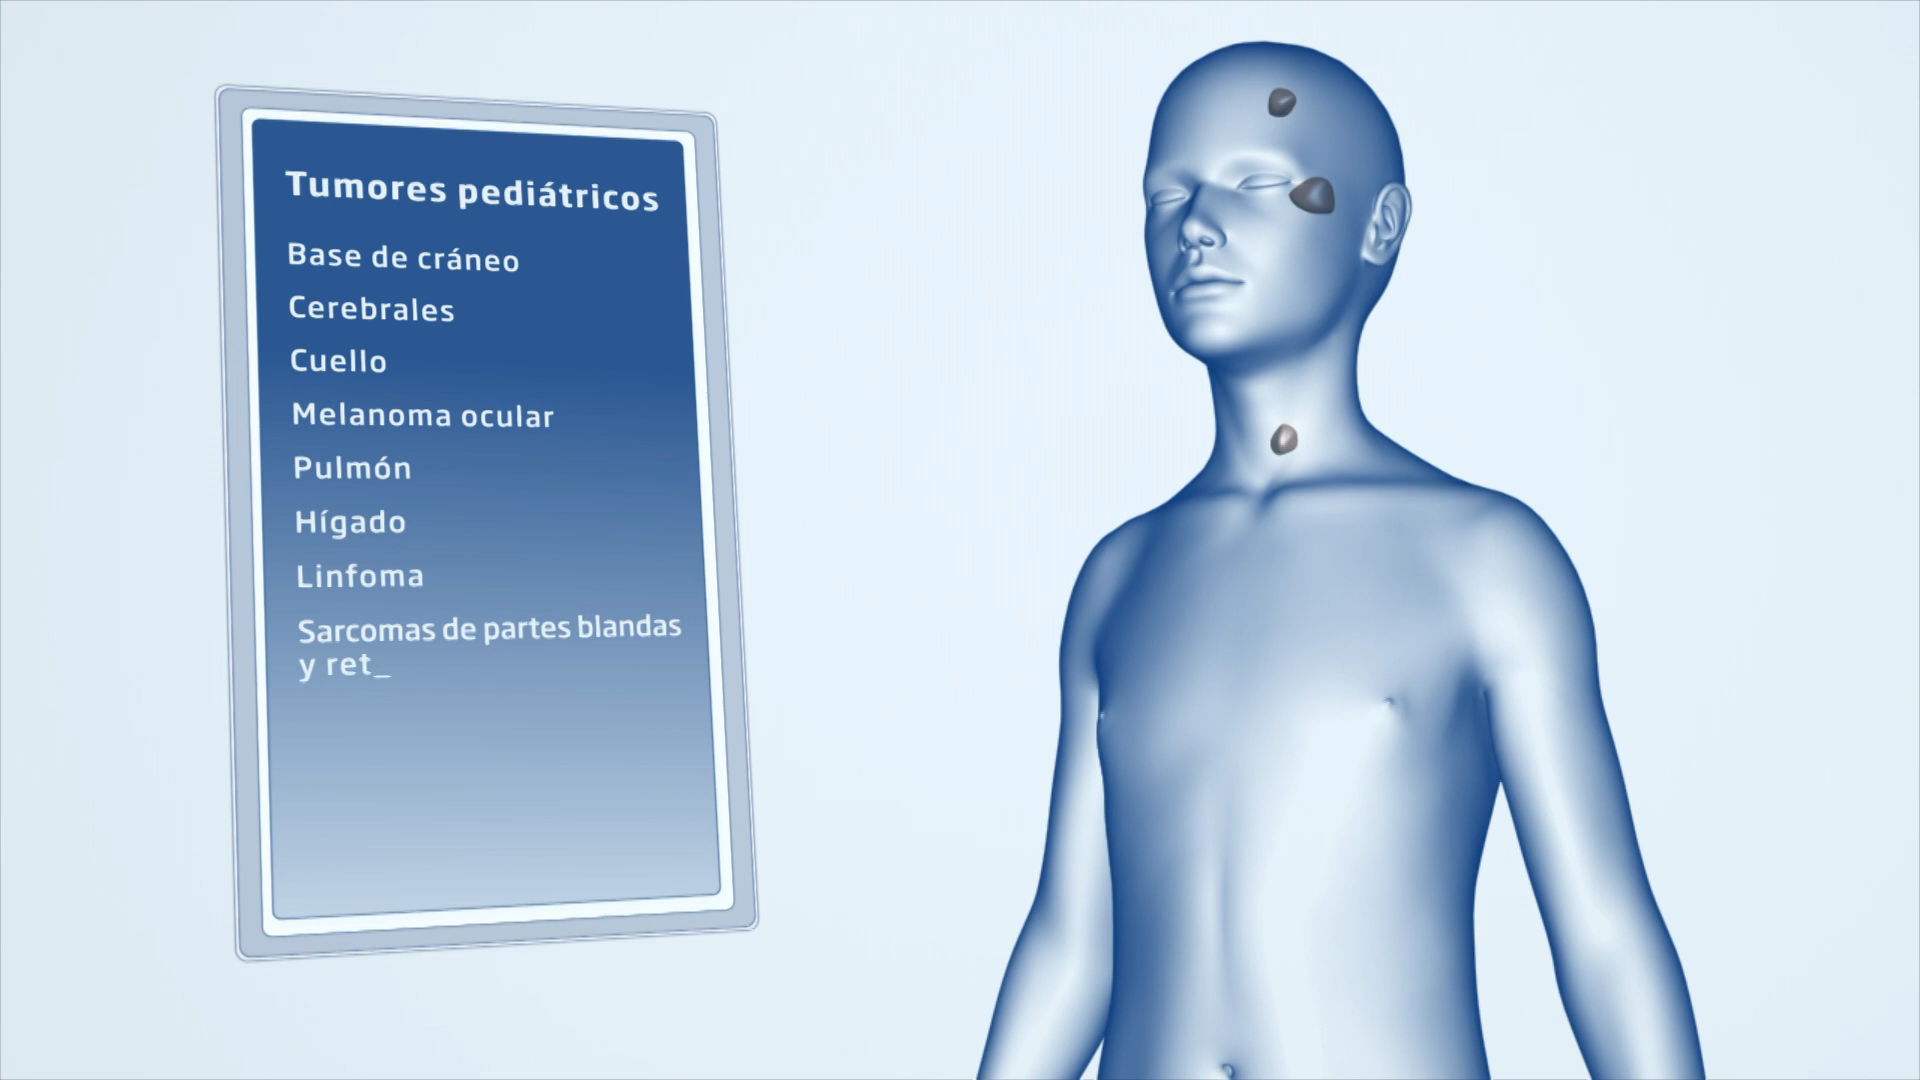 Tumores pediátricos
Base de cráneo
Cerebrales
Cuello
Melanoma ocular
Pulmón
Hígado
Linfoma
Sarcomas de partes blandas
y ret_